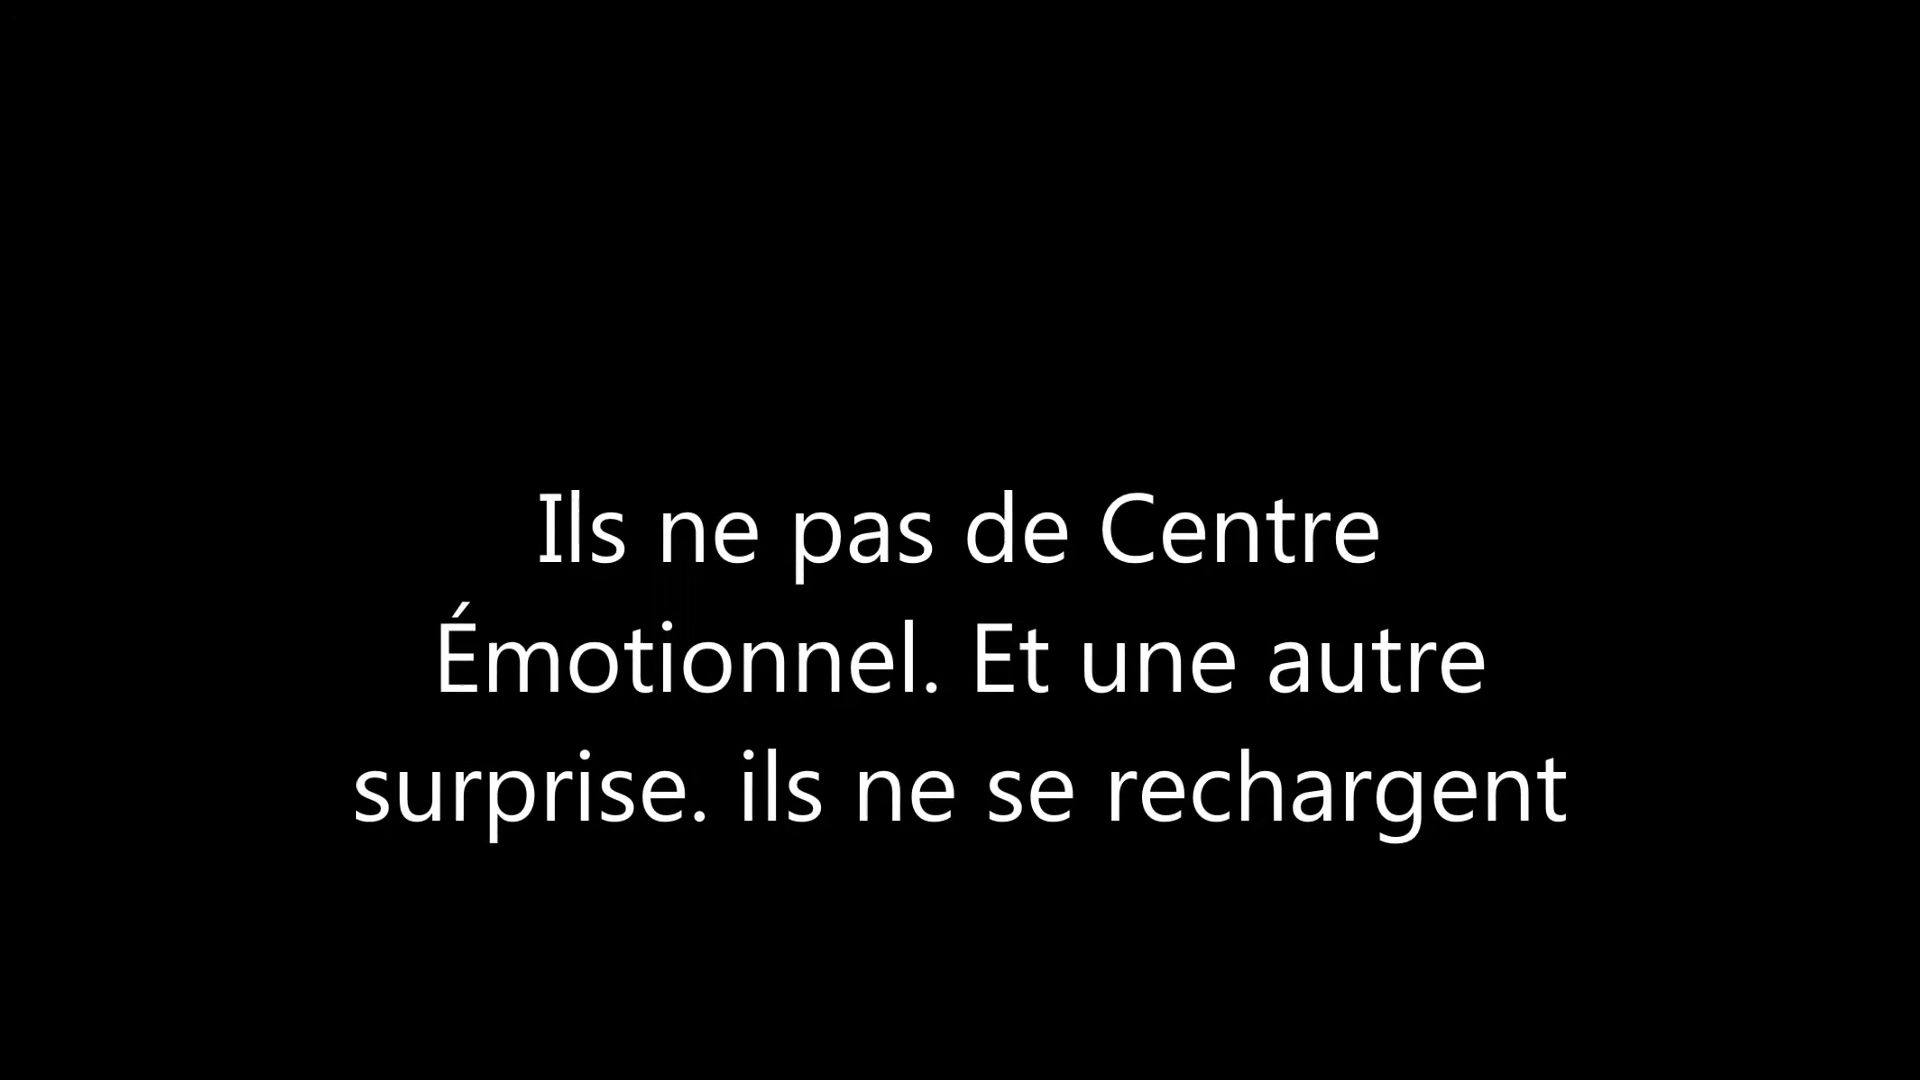 Ils ne pas de Centre
Émotionnel. Et une autre
surprise. ils ne se rechargent